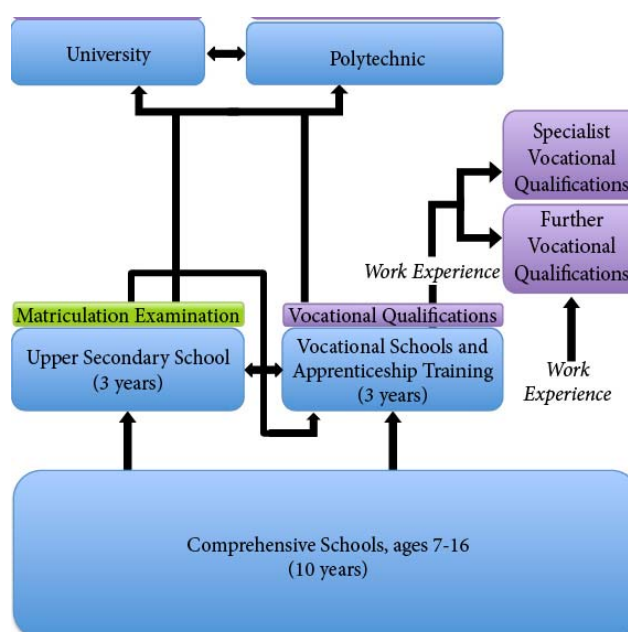 University
Polytechnic
Specialist
Vocational
Qualifications
Further
Vocational
Qualifications
Work Experience
Matriculation Examination
Vocational Qualifications
Upper Secondary School
(3 years)
Vocational Schools and
Apprenticeship Training
(3 years)
Work
Experience
Comprehensive Schools, ages 7-16
(10 years)